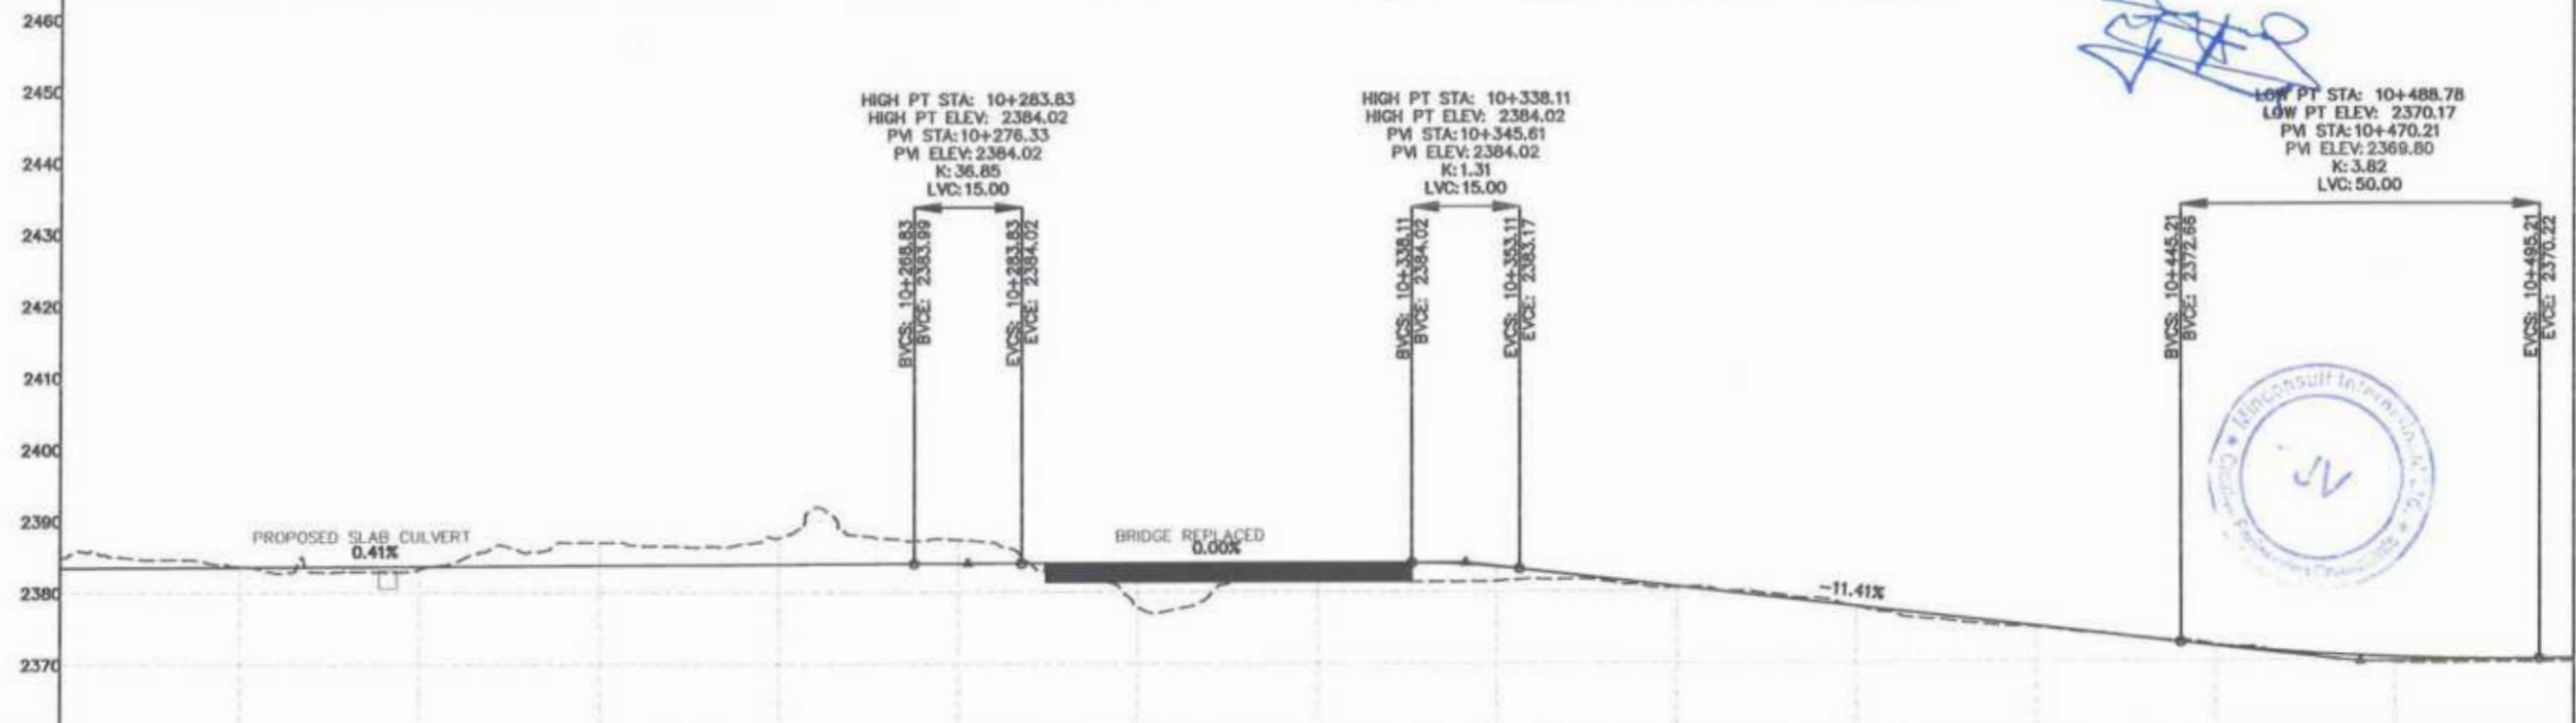 2460
2450
2440
2430
2420
2410
2400
2390
2380
2370
HIGH PT STA: 10+283.83
HIGH PT ELEV: 2384.02
PVI STA:10+276.33
PVI ELEV:2384.02
K:36.85
LVC:15.00
BVCS: 10+268.83
BVCE: 2383.99
EVCS: 10+283.83
EVCE: 2384.02
HIGH PT STA: 10+338.11
HIGH PT ELEV: 2384.02
PVI STA:10+345.61
PVI ELEV:2384.02
K:1.31
LVC:15.00
BVCS: 10+338.11
BVCE: 2384.02
EVCS: 10+353.11
EVCE: 2383.17
LOW PT STA: 10+488.78
LOW PT ELEV: 2370.17
PVI STA:10+470.21
PVI ELEV:2369.80
K:3.82
LVC:50.00
BVCS: 10+445.21
BVCE: 2372.66
EVCS: 10+495.21
EVCE: 2370.22
PROPOSED SLAB CULVERT
0.41%
BRIDGE REPLACED
0.00%
-11.41%
JV